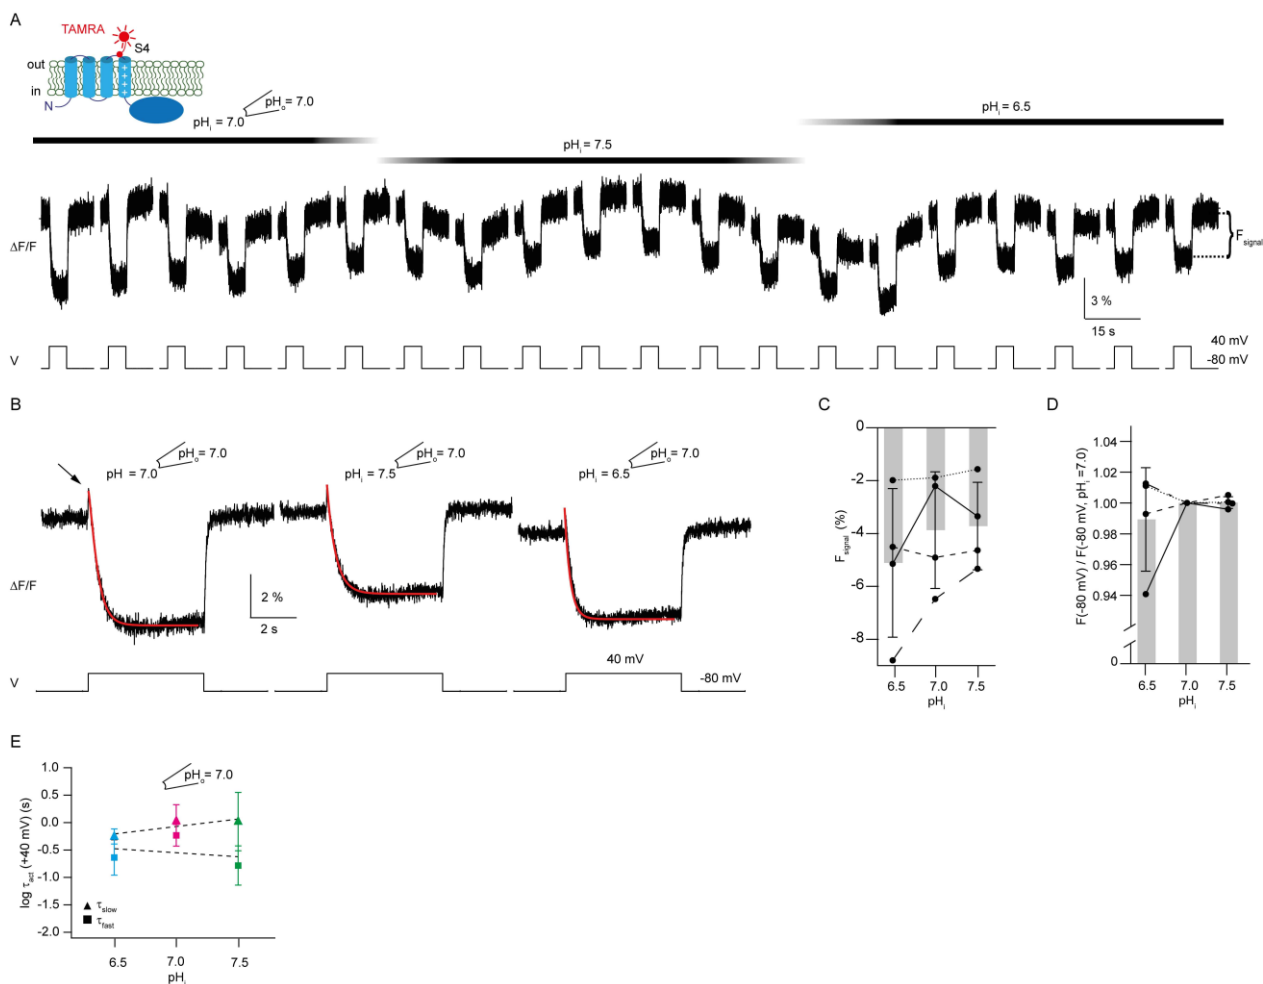 A
TAMRA
S4
out
in
N
pHo = 7.0
pHi = 7.0
pHi = 7.5
pHi = 6.5
ΔF/F
Fsignal
3 %
15 s
V
40 mV
-80 mV
B
pH = 7.0
pHo = 7.0
pHi = 7.5
pHo = 7.0
pHi = 6.5
pHo = 7.0
ΔF/F
2 %
2 s
V
40 mV
-80 mV
C
Fsignal (%)
0
-2
-4
-6
-8
6.5 7.0 7.5
pHi
D
F(-80 mV) / F(-80 mV, pHi =7.0)
1.04
1.02
1.00
0.98
0.96
0.94
0
6.5 7.0 7.5
pHi
E
log τact (+40 mV) (s)
1.0
0.5
0.0
-0.5
-1.0
-1.5
-2.0
pHo = 7.0
τslow
τfast
6.5 7.0 7.5
pHi